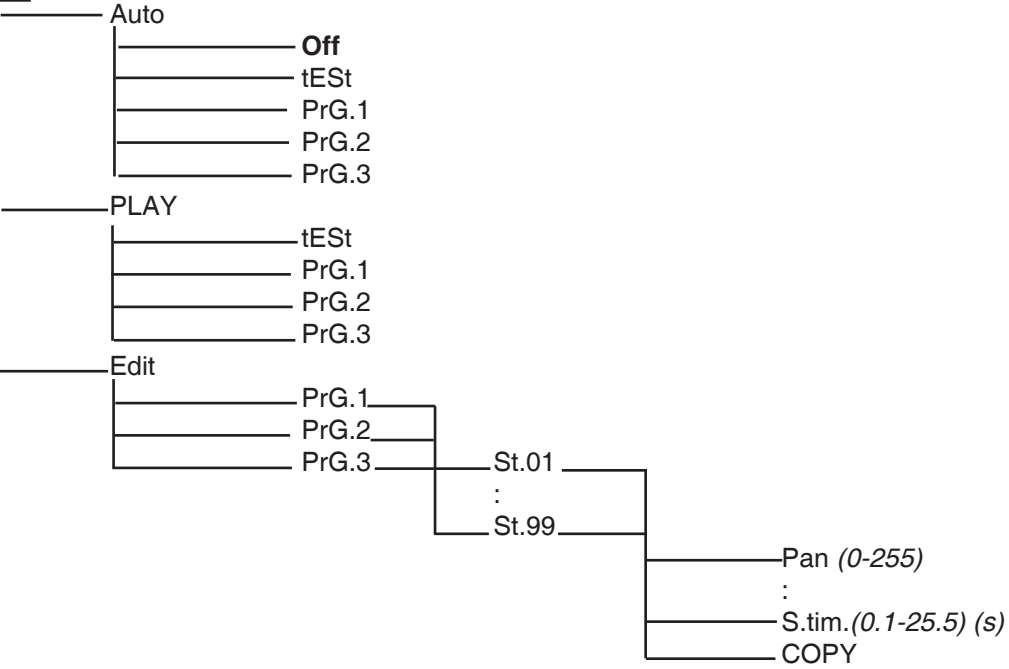 Auto
Off
tESt
PrG.1
PrG.2
PrG.3
PLAY
tESt
PrG.1
PrG.2
PrG.3
Edit
PrG.1
PrG.2
PrG.3 St.01
:
St.99
Pan (0-255)
:
S.tim.(0.1-25.5) (s)
COPY